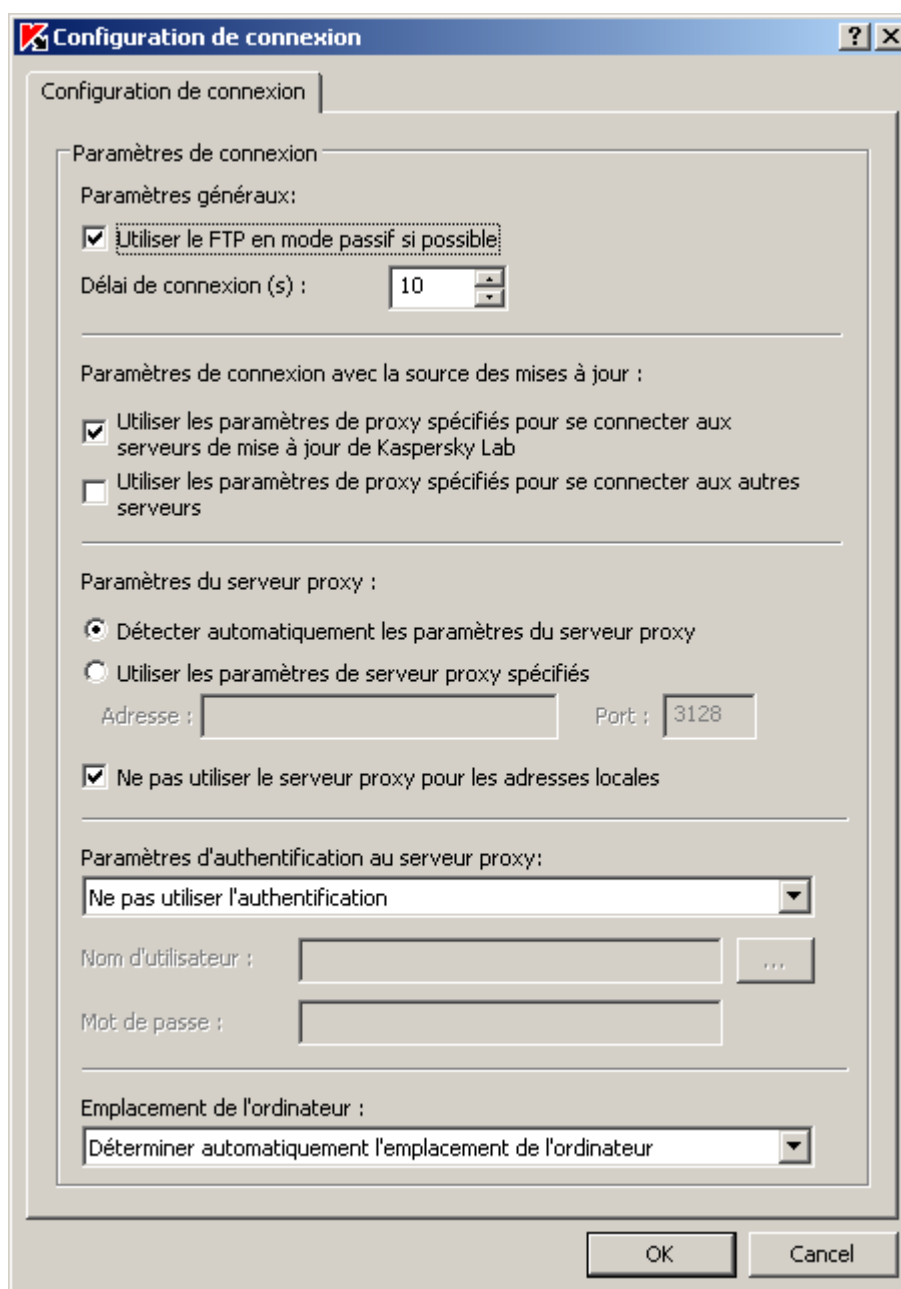 Configuration de connexion
Configuration de connexion
Paramètres de connexion
Paramètres généraux:
Utiliser le FTP en mode passif si possible
Délai de connexion (s) : 10
Paramètres de connexion avec la source des mises à jour :
Utiliser les paramètres de proxy spécifiés pour se connecter aux
serveurs de mise à jour de Kaspersky Lab
Utiliser les paramètres de proxy spécifiés pour se connecter aux autres
serveurs
Paramètres du serveur proxy :
Détecter automatiquement les paramètres du serveur proxy
Utiliser les paramètres de serveur proxy spécifiés
Adresse : Port : 3128
Ne pas utiliser le serveur proxy pour les adresses locales
Paramètres d'authentification au serveur proxy:
Ne pas utiliser l'authentification
Nom d'utilisateur : ...
Mot de passe :
Emplacement de l'ordinateur :
Déterminer automatiquement l'emplacement de l'ordinateur
OK Cancel